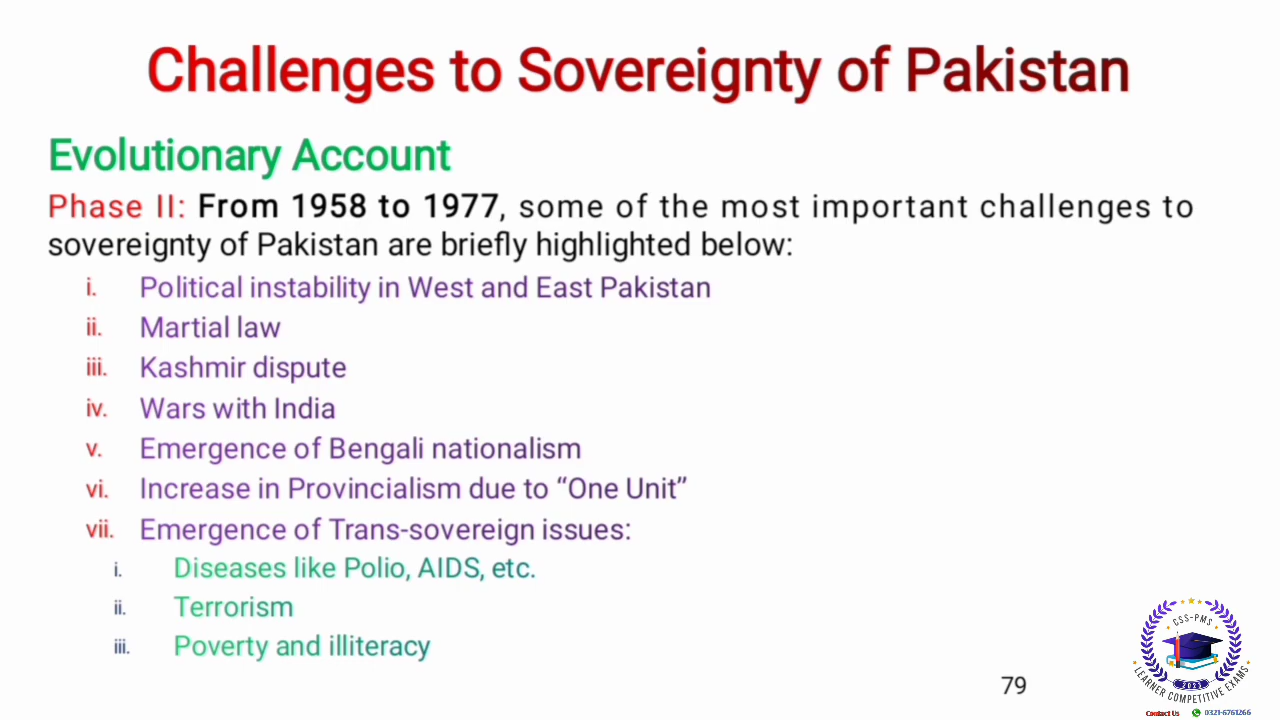 Challenges to Sovereignty of Pakistan
Evolutionary Account
Phase II: From 1958 to 1977, some of the most important challenges to
sovereignty of Pakistan are briefly highlighted below:
i. Political instability in West and East Pakistan
ii. Martial law
iii. Kashmir dispute
iv. Wars with India
v. Emergence of Bengali nationalism
vi. Increase in Provincialism due to “One Unit”
vii. Emergence of Trans-sovereign issues:
i. Diseases like Polio, AIDS, etc.
ii. Terrorism
iii. Poverty and illiteracy
79
CSS-PMS
2021
LEARNER COMPETITIVE EXAMS
Contact Us 0321-6761266